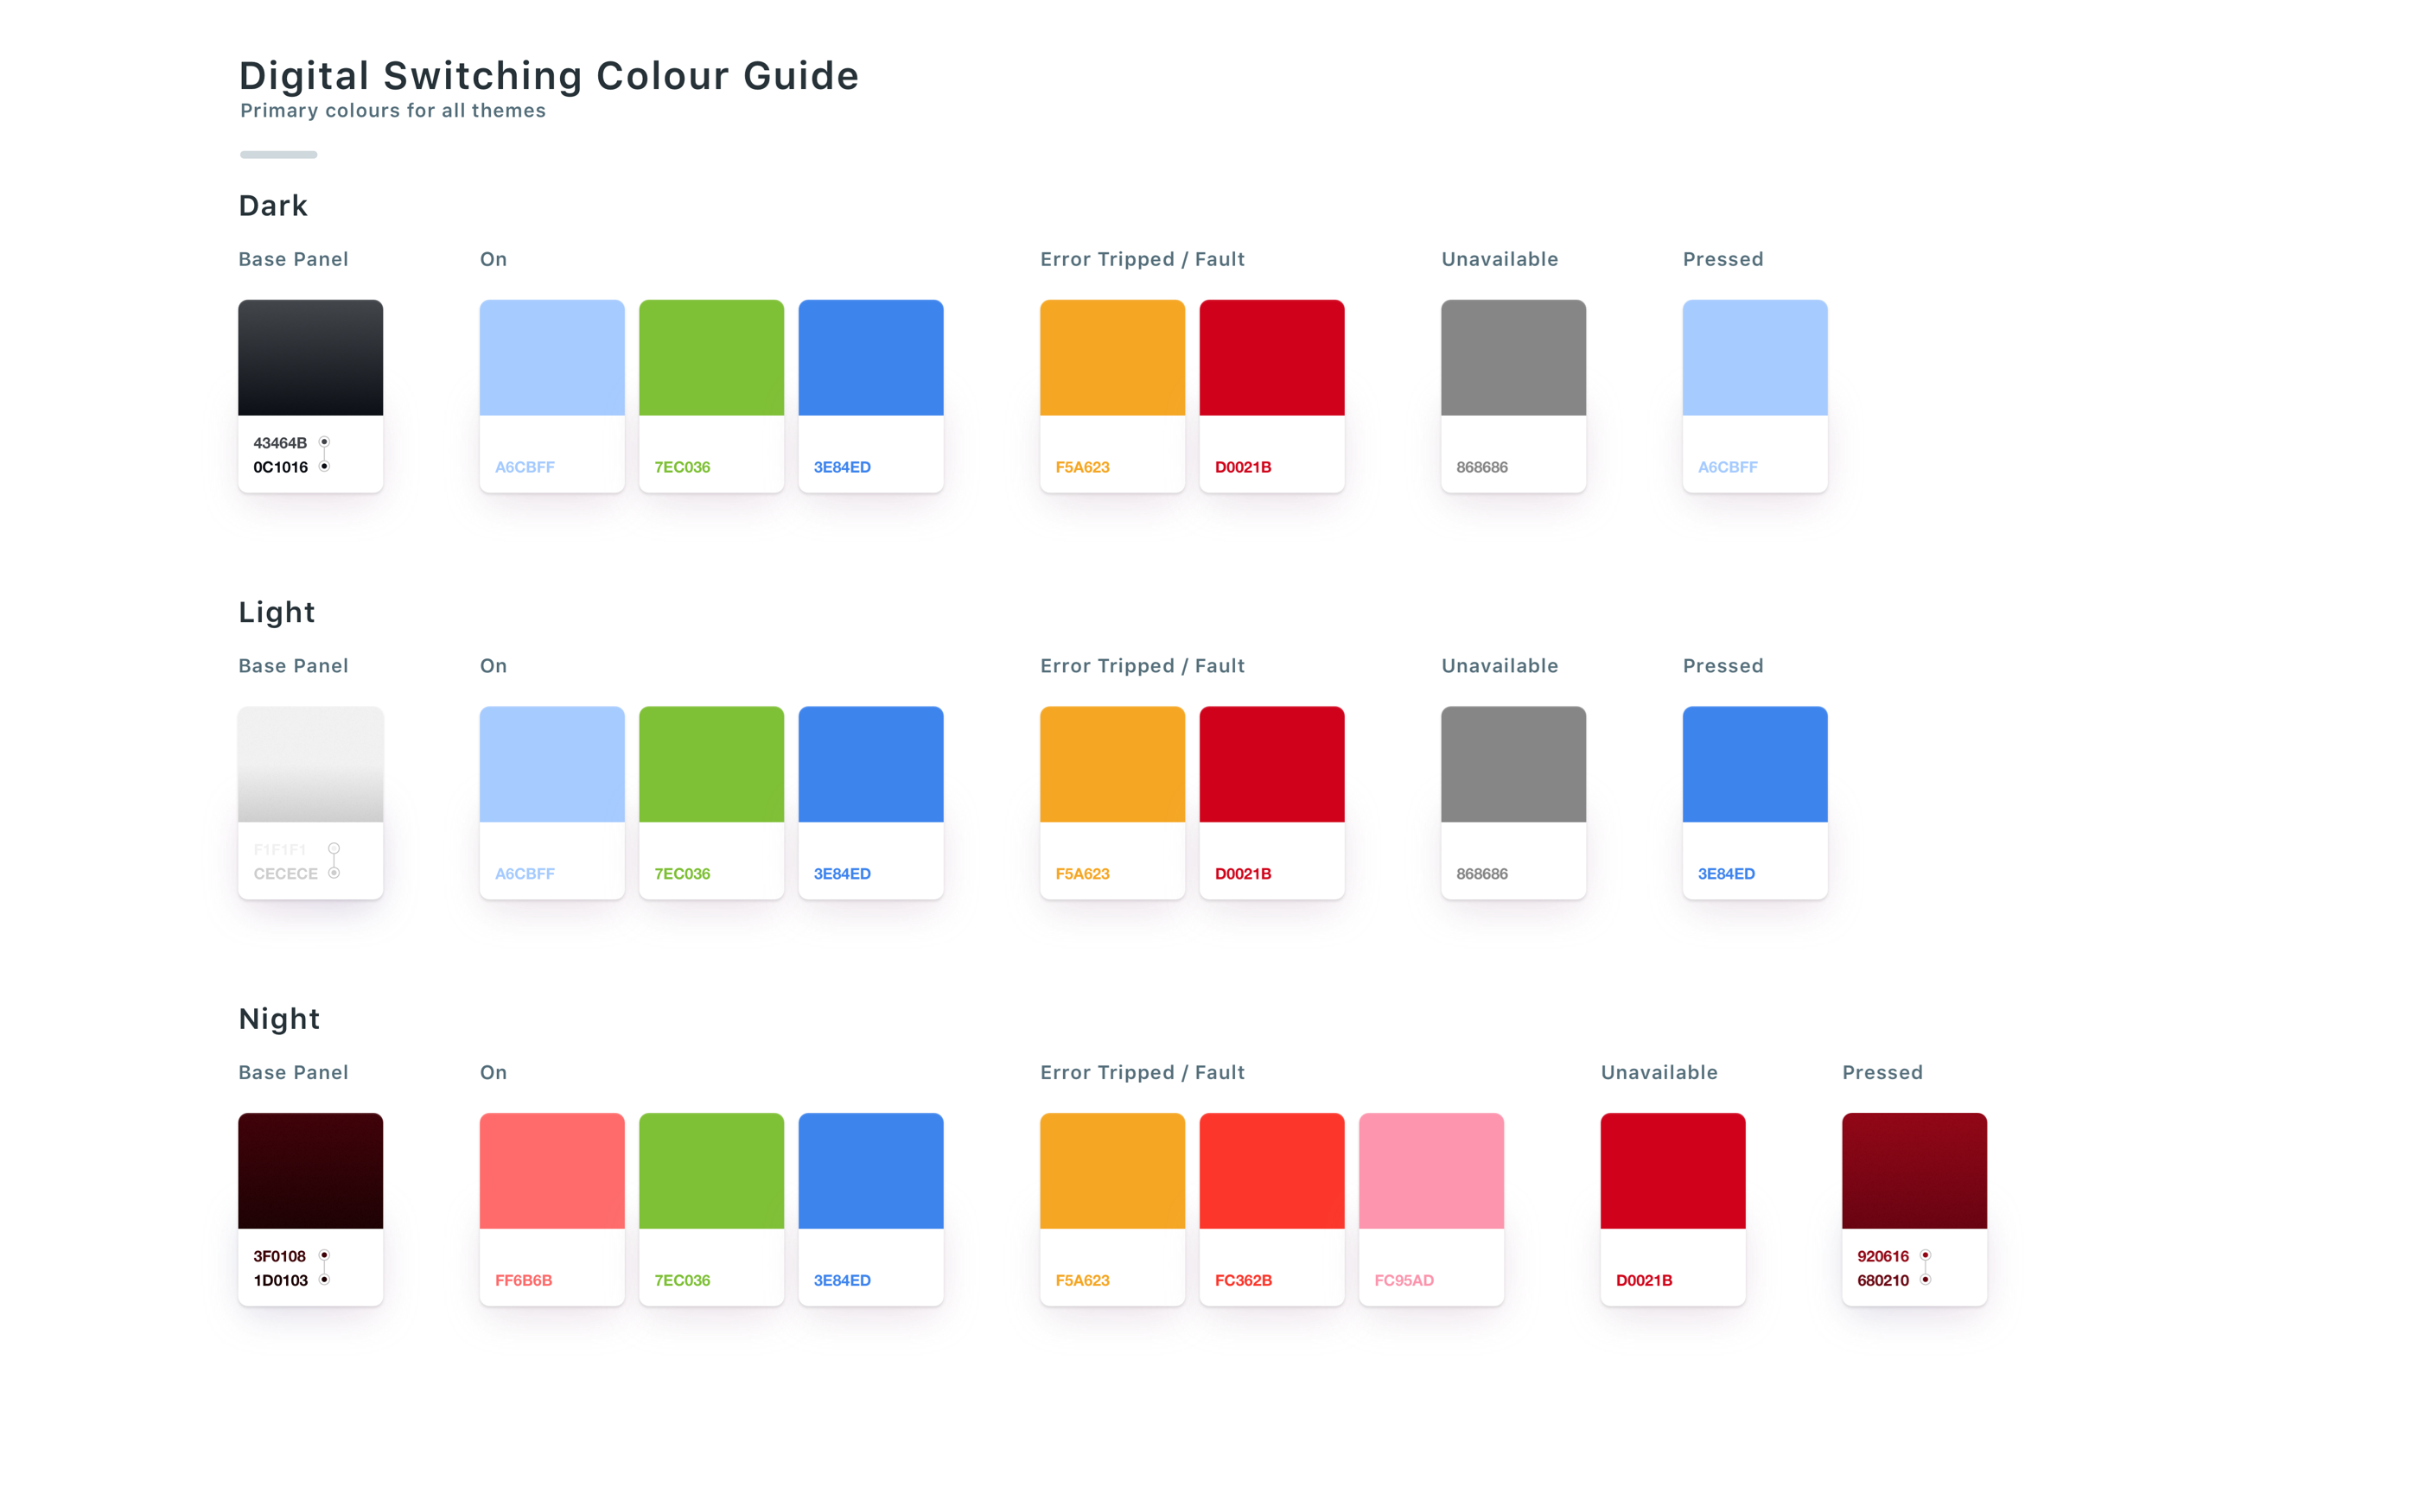 Digital Switching Colour Guide
Primary colours for all themes
Dark
Base Panel
On
Error Tripped / Fault
Unavailable
Pressed
43464B
0C1016
A6CBFF
7EC036
3E84ED
F5A623
D0021B
868686
A6CBFF
Light
Base Panel
On
Error Tripped / Fault
Unavailable
Pressed
F1F1F1
CECECE
A6CBFF
7EC036
3E84ED
F5A623
D0021B
868686
3E84ED
Night
Base Panel
On
Error Tripped / Fault
Unavailable
Pressed
3F0108
1D0103
FF6B6B
7EC036
3E84ED
F5A623
FC362B
FC95AD
D0021B
920616
680210